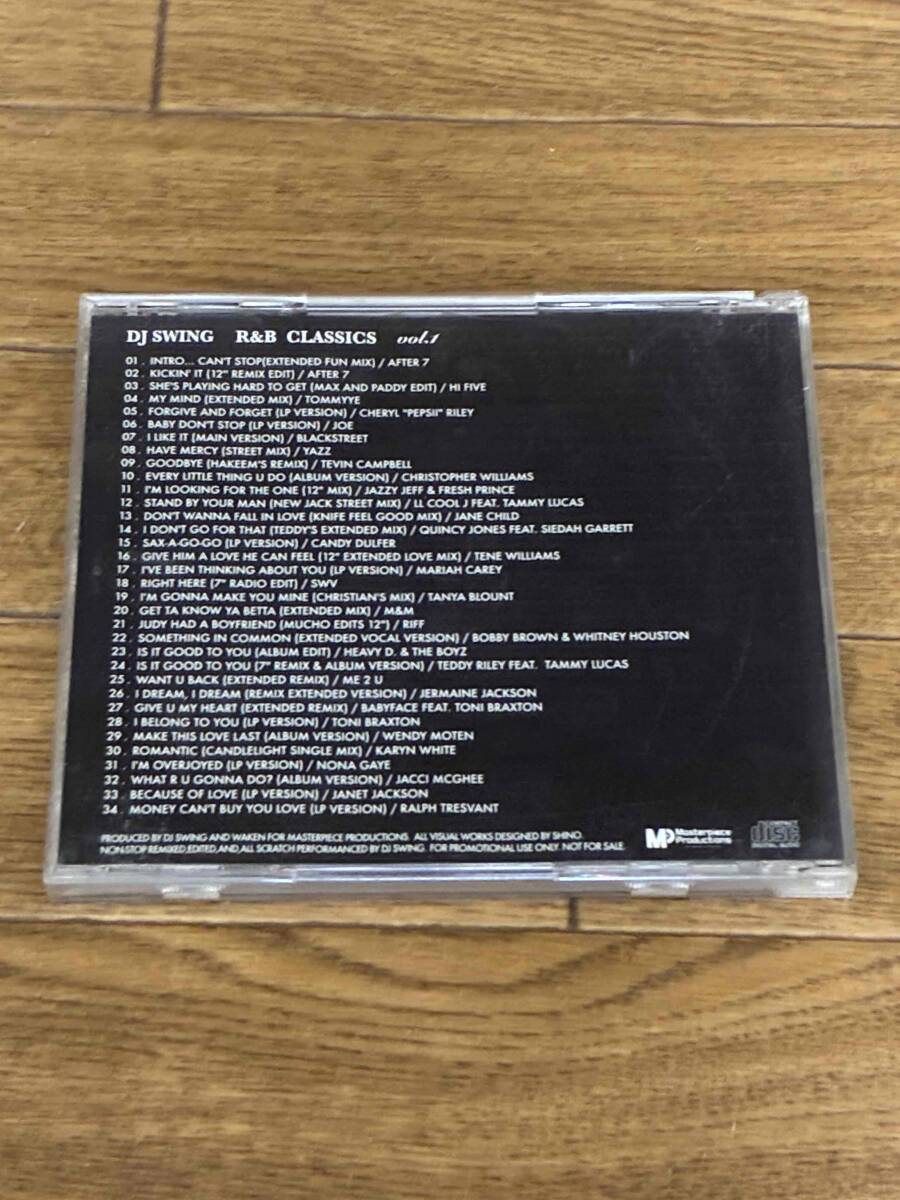 DJ SWING R&B CLASSICS vol.1
01 . INTRO... CAN'T STOP(EXTENDED FUN MIX) / AFTER 7
02 . KICKIN' IT (12" REMIX EDIT) / AFTER 7
03 . SHE'S PLAYING HARD TO GET (MAX AND PADDY EDIT) / HI FIVE
04 . MY MIND (EXTENDED MIX) / TOMMYYE
05 . FORGIVE AND FORGET (LP VERSION) / CHERYL "PEPSII" RILEY
06 . BABY DON'T STOP (LP VERSION) / JOE
07 . I LIKE IT (MAIN VERSION) / BLACKSTREET
08 . HAVE MERCY (STREET MIX) / YAZZ
09 . GOODBYE (HAKEEM'S REMIX) / TEVIN CAMPBELL
10 . EVERY LITTLE THING U DO (ALBUM VERSION) / CHRISTOPHER WILLIAMS
11 . I'M LOOKING FOR THE ONE (12" MIX) / JAZZY JEFF & FRESH PRINCE
12 . STAND BY YOUR MAN (NEW JACK STREET MIX) / LL COOL J FEAT. TAMMY LUCAS
13 . DON'T WANNA FALL IN LOVE (KNIFE FEEL GOOD MIX) / JANE CHILD
14 . I DON'T GO FOR THAT (TEDDY'S EXTENDED MIX) / QUINCY JONES FEAT. SIEDAH GARRETT
15 . SAX-A-GO-GO (LP VERSION) / CANDY DULFER
16 . GIVE HIM A LOVE HE CAN FEEL (12" EXTENDED LOVE MIX) / TENE WILLIAMS
17 . I'VE BEEN THINKING ABOUT YOU (LP VERSION) / MARIAH CAREY
18 . RIGHT HERE (7" RADIO EDIT) / SWV
19 . I'M GONNA MAKE YOU MINE (CHRISTIAN'S MIX) / TANYA BLOUNT
20 . GET TA KNOW YA BETTA (EXTENDED MIX) / M&M
21 . JUDY HAD A BOYFRIEND (MUCHO EDITS 12") / RIFF
22 . SOMETHING IN COMMON (EXTENDED VOCAL VERSION) / BOBBY BROWN & WHITNEY HOUSTON
23 . IS IT GOOD TO YOU (ALBUM EDIT) / HEAVY D. & THE BOYZ
24 . IS IT GOOD TO YOU (7" REMIX & ALBUM VERSION) / TEDDY RILEY FEAT. TAMMY LUCAS
25 . WANT U BACK (EXTENDED REMIX) / ME 2 U
26 . I DREAM, I DREAM (REMIX EXTENDED VERSION) / JERMAINE JACKSON
27 . GIVE U MY HEART (EXTENDED REMIX) / BABYFACE FEAT. TONI BRAXTON
28 . I BELONG TO YOU (LP VERSION) / TONI BRAXTON
29 . MAKE THIS LOVE LAST (ALBUM VERSION) / WENDY MOTEN
30 . ROMANTIC (CANDLELIGHT SINGLE MIX) / KARYN WHITE
31 . I'M OVERJOYED (LP VERSION) / NONA GAYE
32 . WHAT R U GONNA DO? (ALBUM VERSION) / JACCI MCGHEE
33 . BECAUSE OF LOVE (LP VERSION) / JANET JACKSON
34 . MONEY CAN'T BUY YOU LOVE (LP VERSION) / RALPH TRESVANT
PRODUCED BY DJ SWING AND WAKEN FOR MASTERPIECE PRODUCTIONS. ALL VISUAL WORKS DESIGNED BY SHINO.
NON-STOP REMIXED,EDITED,AND,ALL SCRATCH PERFORMANCED BY DJ SWING. FOR PROMOTIONAL USE ONLY. NOT FOR SALE.
MP Masterpiece
Productions
COMPACT
disc
DIGITAL AUDIO